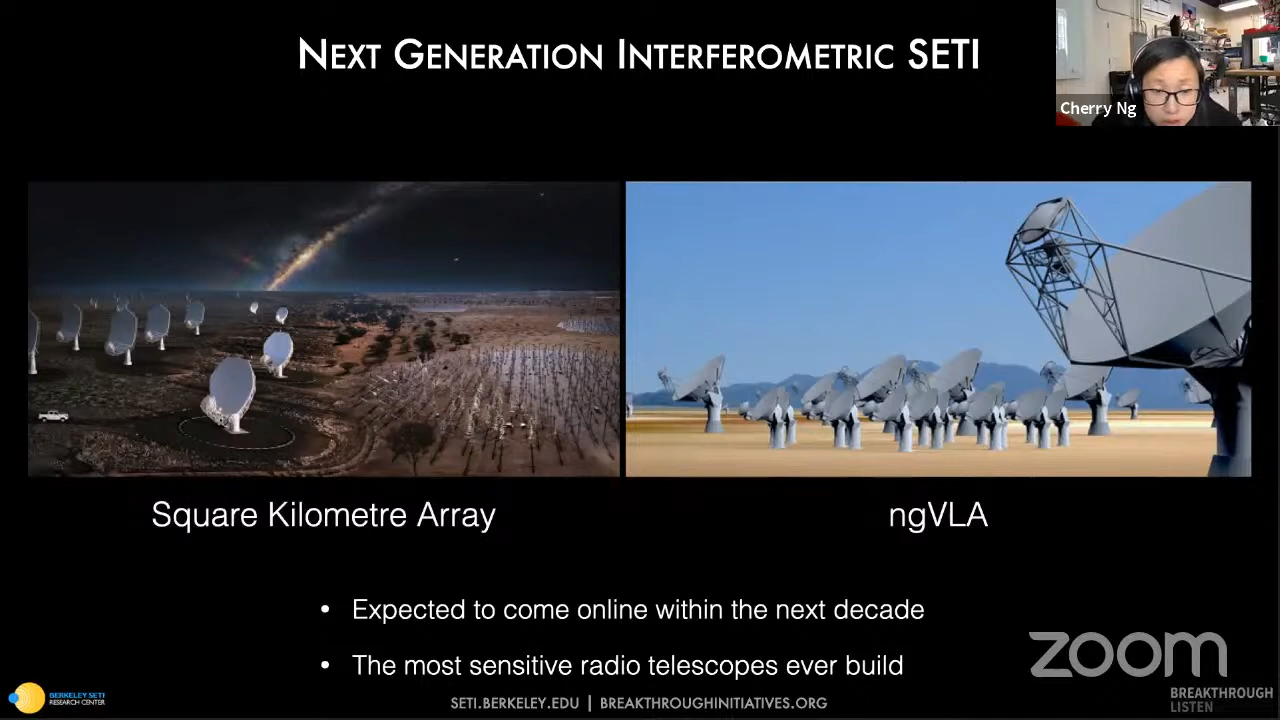 NEXT GENERATION INTERFEROMETRIC SETI
Cherry Ng
Square Kilometre Array
ngVLA
• Expected to come online within the next decade
• The most sensitive radio telescopes ever build
zoom
BERKELEY SETI
RESEARCH CENTER
SETI.BERKELEY.EDU | BREAKTHROUGHINITIATIVES.ORG
BREAKTHROUGH
LISTEN